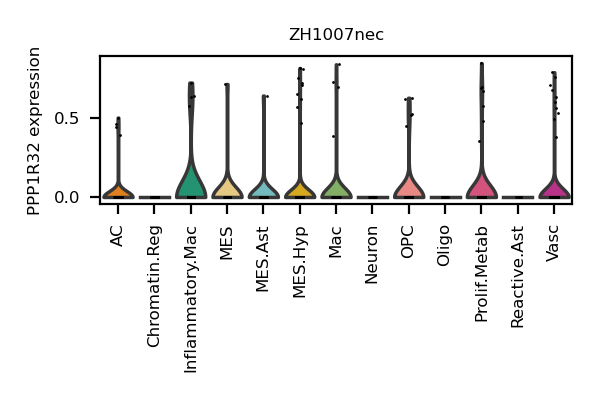 ZH1007nec
PPP1R32 expression
0.5
0.0
AC
Chromatin.Reg
Inflammatory.Mac
MES
MES.Ast
MES.Hyp
Mac
Neuron
OPC
Oligo
Prolif.Metab
Reactive.Ast
Vasc